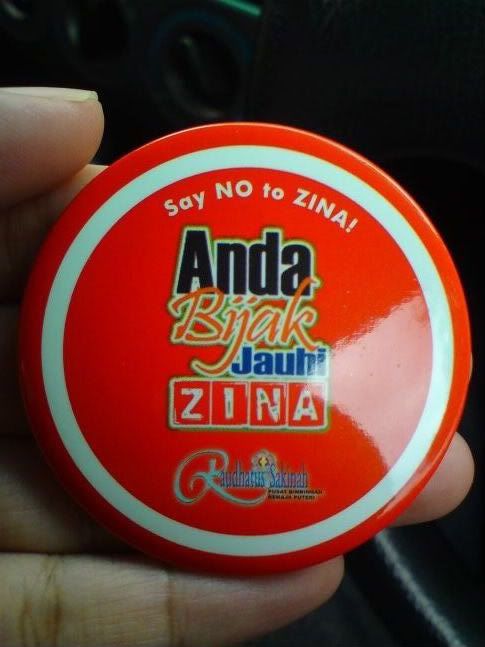 Say NO to ZINA!
Anda
Bijak
Jauhi
ZINA
Raudhatus Sakinah
PUSAT BIMBINGAN
REMAJA PUTERI